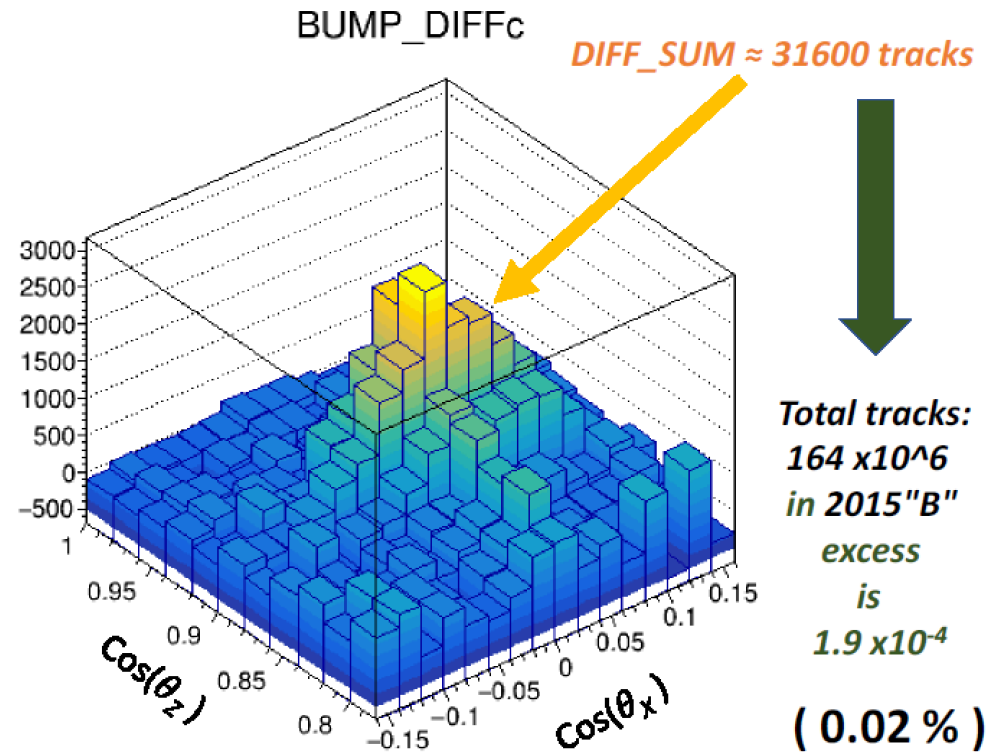 BUMP_DIFFc
DIFF_SUM ≈ 31600 tracks
3000
2500
2000
1500
1000
500
0
−500
1
0.95
0.9
0.85
0.8
Cos(θz)
−0.15
−0.1
−0.05
0
0.05
0.1
0.15
Cos(θx)
Total tracks:
164 x10^6
in 2015"B"
excess
is
1.9 x10-4
( 0.02 % )